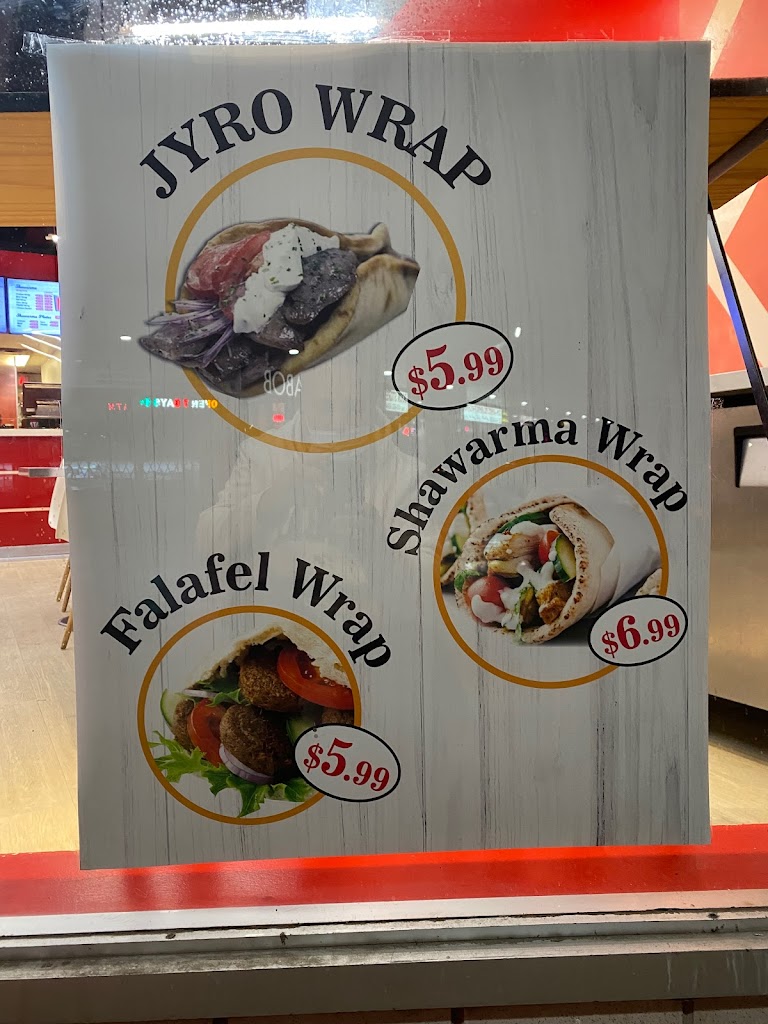 JYRO WRAP
$5.99
Shawarma Wrap
$6.99
Falafel Wrap
$5.99